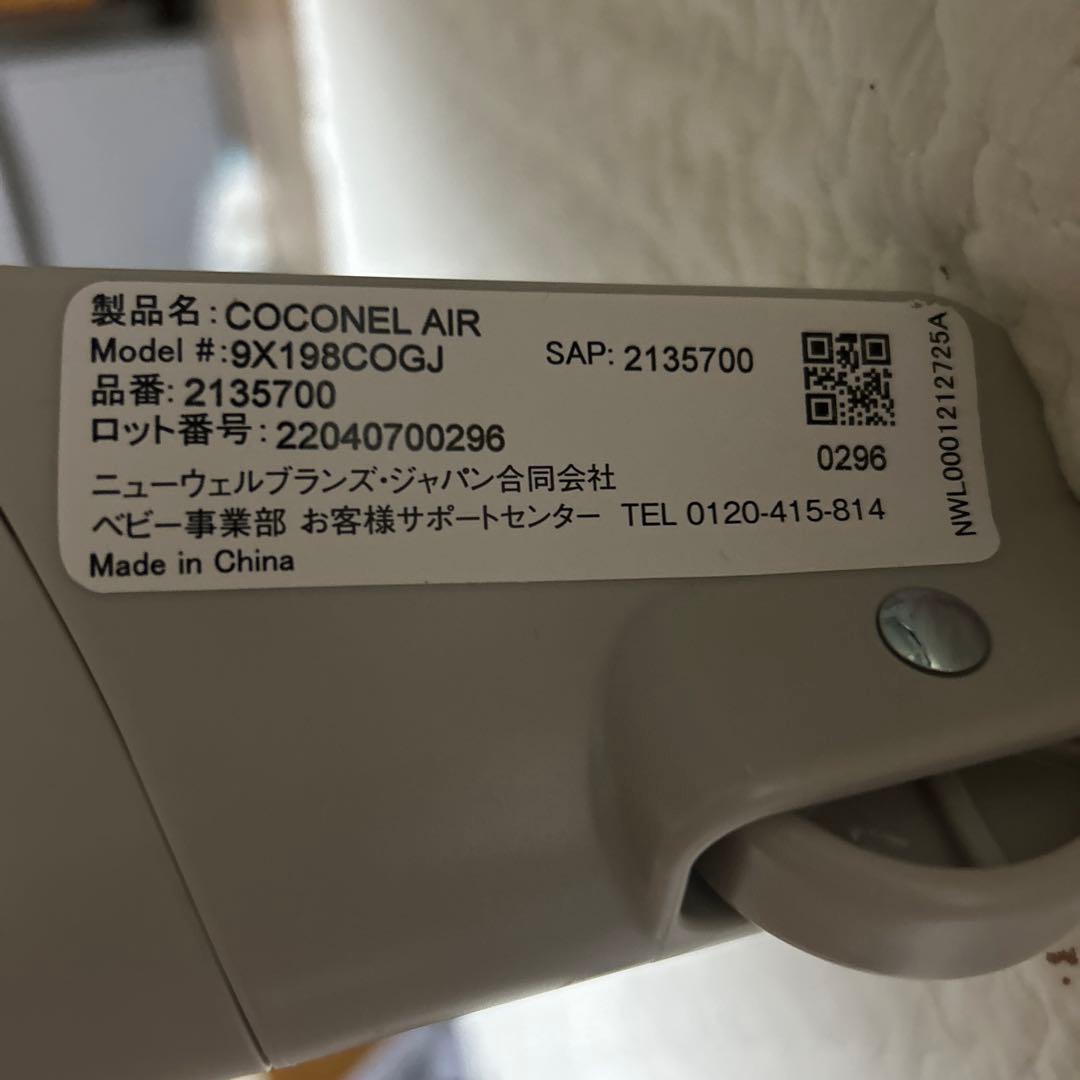 製品名:COCONEL AIR
Model #:9X198COGJ SAP: 2135700
品番: 2135700
ロット番号:22040700296
0296
ニューウェルブランズ・ジャパン合同会社
ベビー事業部 お客様サポートセンター TEL 0120-415-814
Made in China
NWL0001212725A